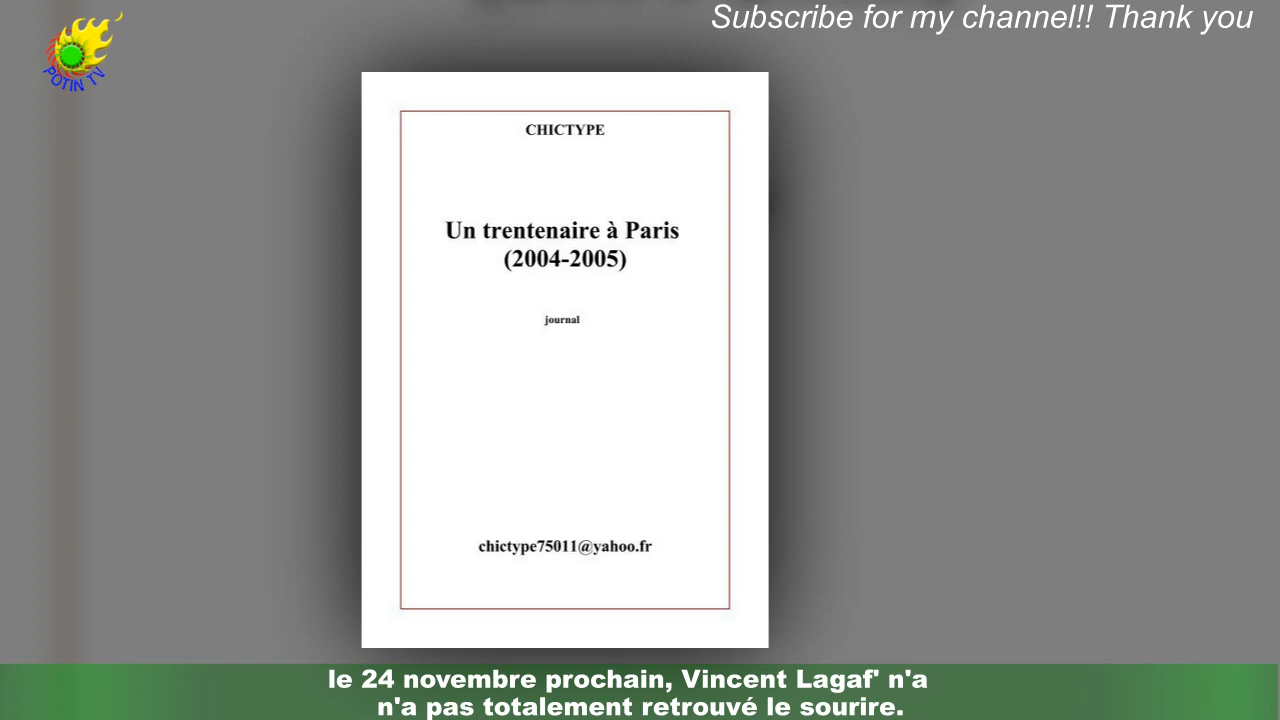 Subscribe for my channel!! Thank you
POTIN TV
CHICTYPE
Un trentenaire à Paris
(2004-2005)
journal
chictype75011@yahoo.fr
le 24 novembre prochain, Vincent Lagaf' n'a
n'a pas totalement retrouvé le sourire.